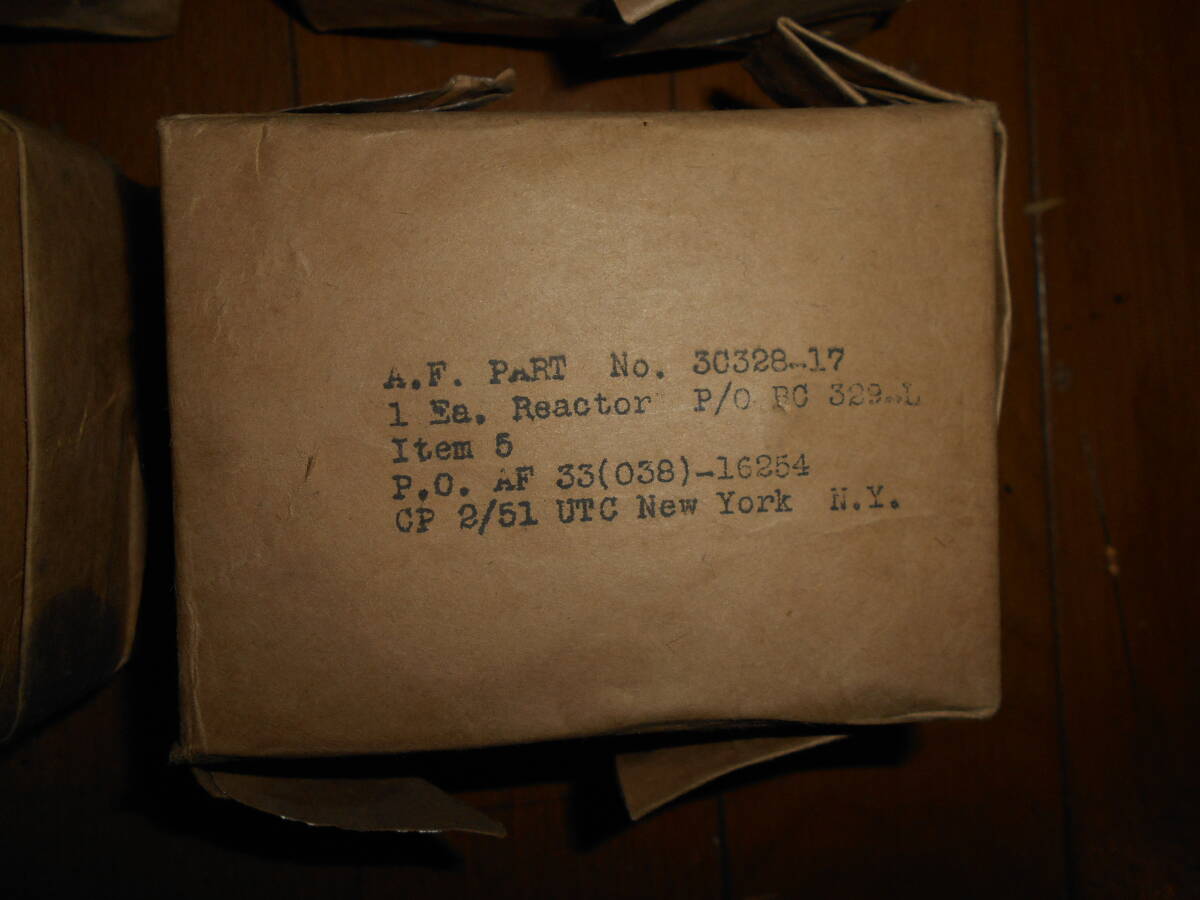 A.F. PART No. 3C328-17
1 Ea. Reactor P/O BC 329-L
Item 5
P.O. AF 33(038)-16254
CP 2/51 UTC New York N.Y.